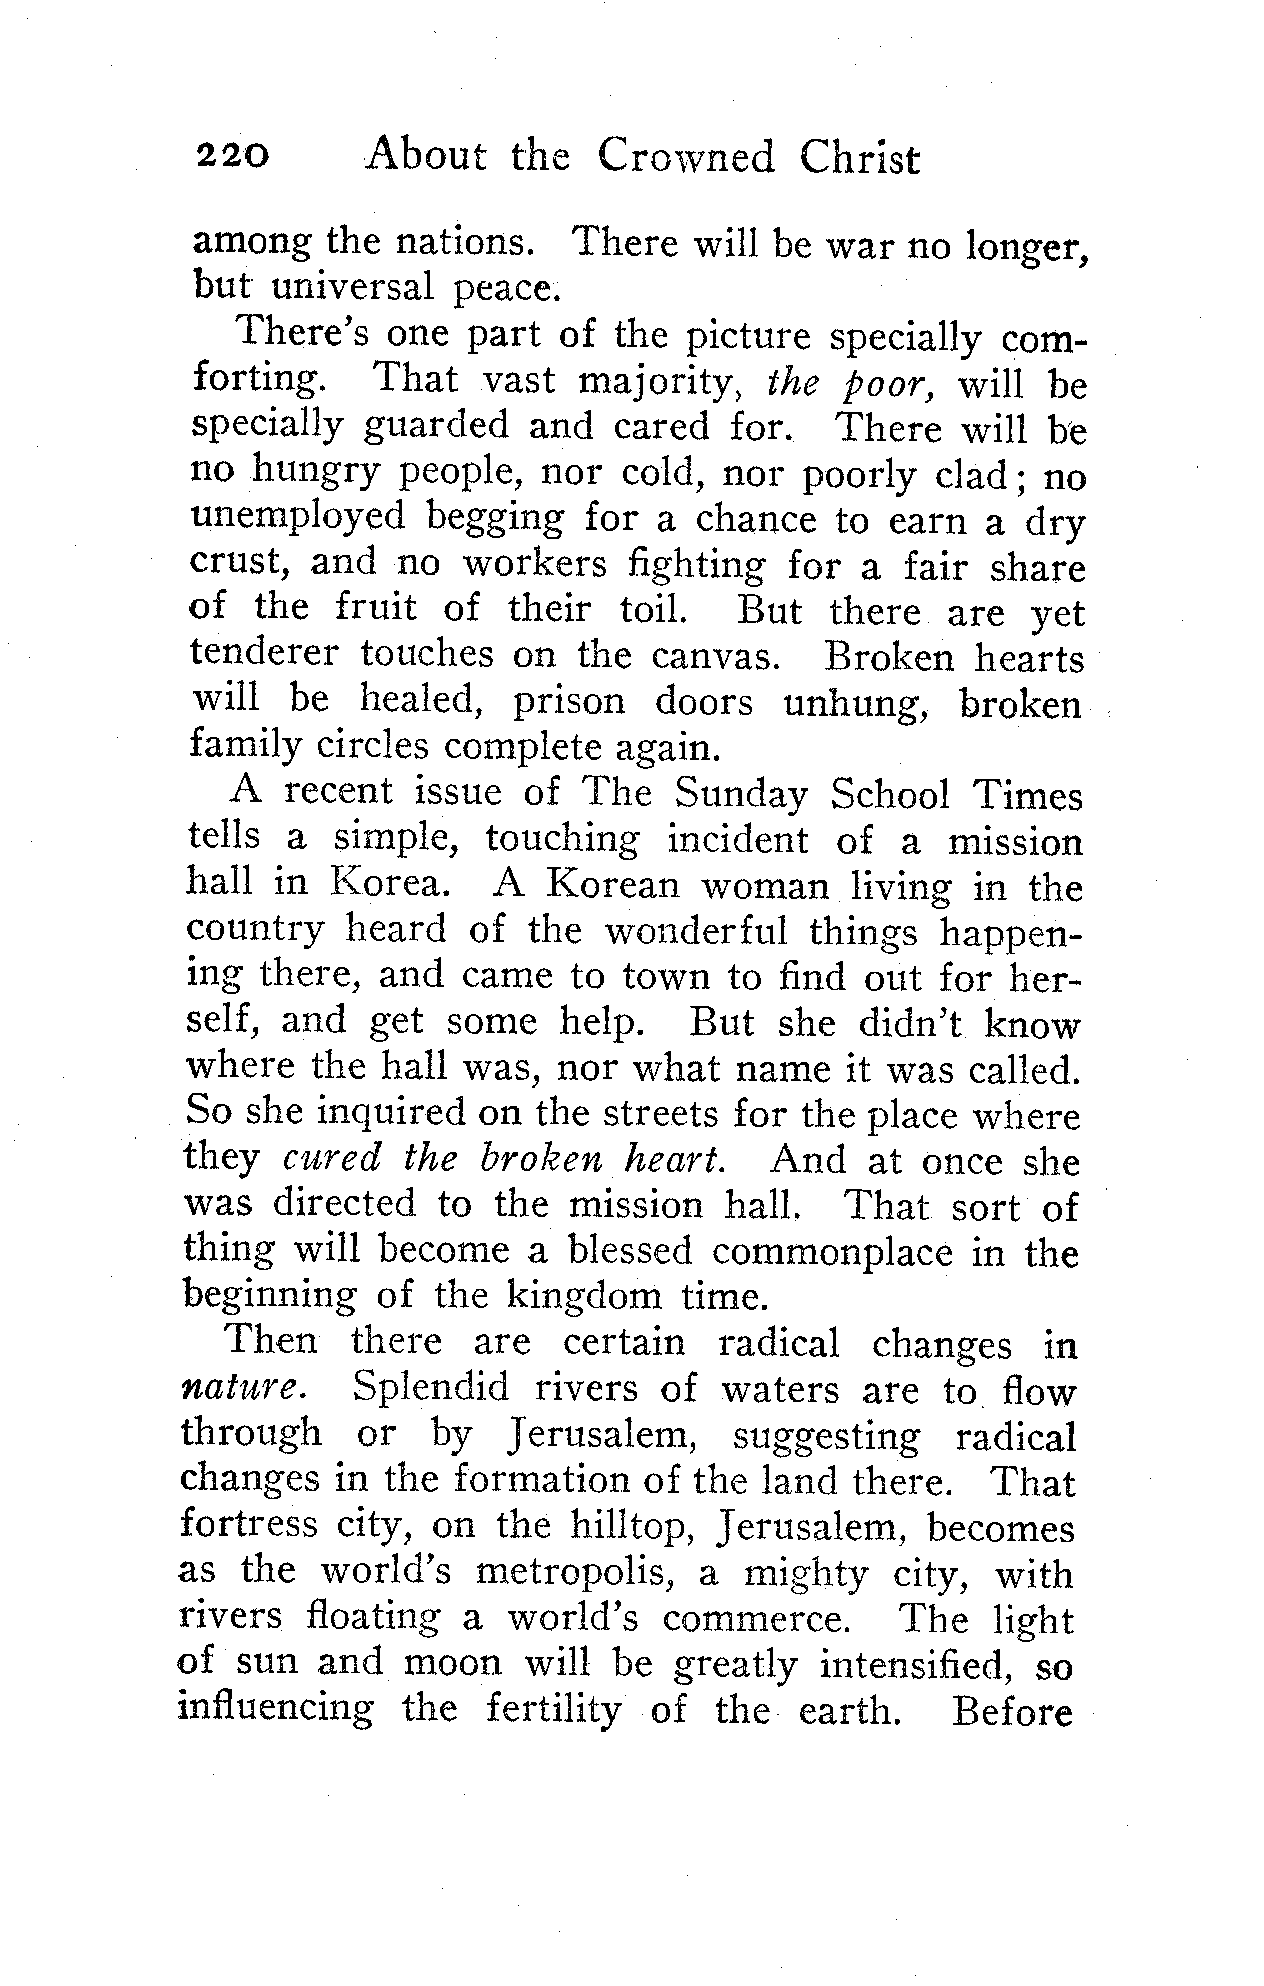 220 About the Crowned Christ
among the nations. There will be war no longer,
but universal peace.
There's one part of the picture specially com-
forting. That vast majority, the poor, will be
specially guarded and cared for. There will be
no hungry people, nor cold, nor poorly clad; no
unemployed begging for a chance to earn a dry
crust, and no workers fighting for a fair share
of the fruit of their toil. But there are yet
tenderer touches on the canvas. Broken hearts
will be healed, prison doors unhung, broken
family circles complete again.
A recent issue of The Sunday School Times
tells a simple, touching incident of a mission
hall in Korea. A Korean woman living in the
country heard of the wonderful things happen-
ing there, and came to town to find out for her-
self, and get some help. But she didn't know
where the hall was, nor what name it was called.
So she inquired on the streets for the place where
they cured the broken heart. And at once she
was directed to the mission hall. That sort of
thing will become a blessed commonplace in the
beginning of the kingdom time.
Then there are certain radical changes in
nature. Splendid rivers of waters are to flow
through or by Jerusalem, suggesting radical
changes in the formation of the land there. That
fortress city, on the hilltop, Jerusalem, becomes
as the world's metropolis, a mighty city, with
rivers floating a world's commerce. The light
of sun and moon will be greatly intensified, so
influencing the fertility of the earth. Before